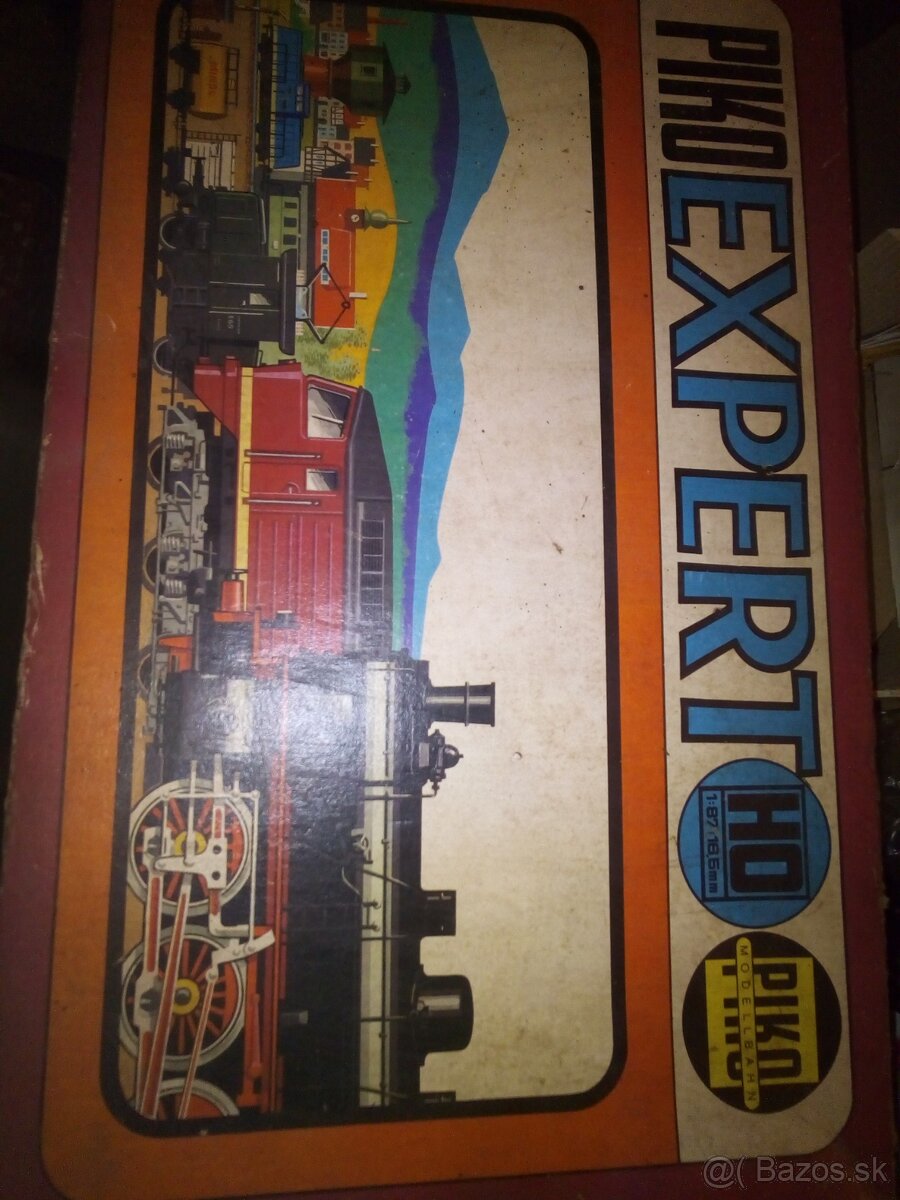 PIKO EXPERT HO
1:87/16,5mm
PIKO
MODELLBAHN
@( Bazos.sk